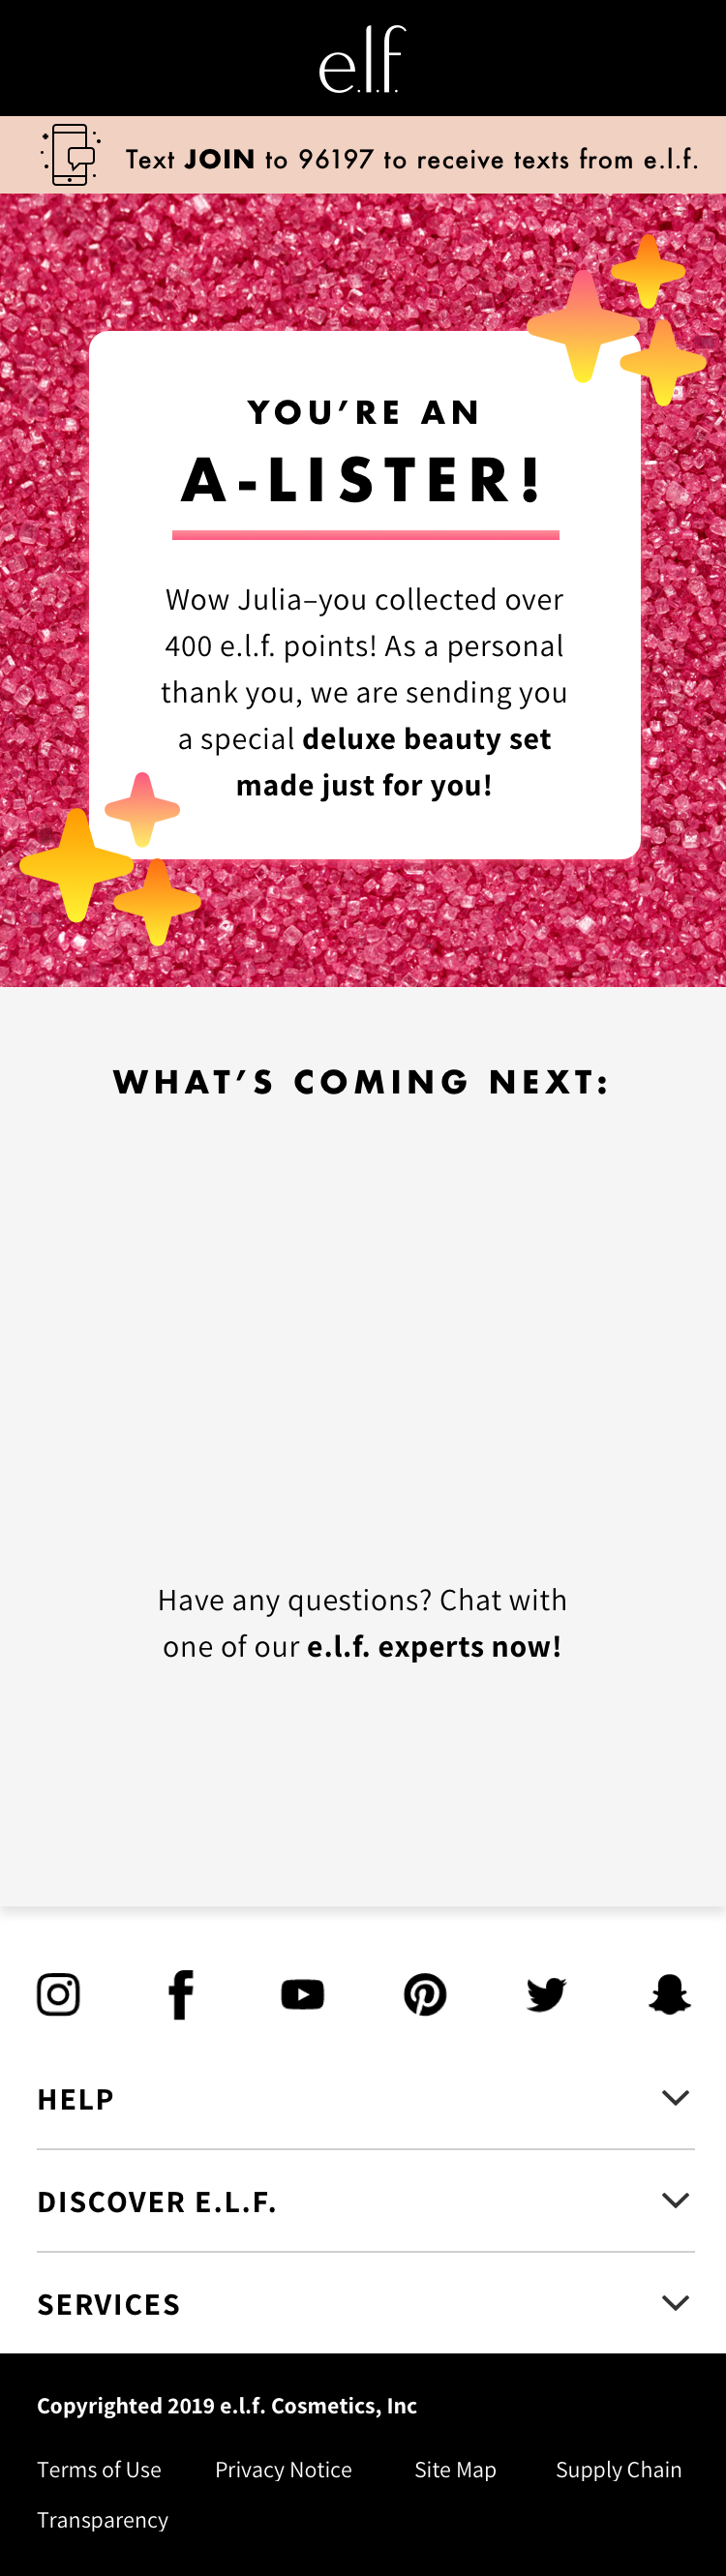 e.l.f.
Text JOIN to 96197 to receive texts from e.l.f.
YOU’RE AN
A-LISTER!
Wow Julia–you collected over
400 e.l.f. points! As a personal
thank you, we are sending you
a special deluxe beauty set
made just for you!
WHAT’S COMING NEXT:
Have any questions? Chat with
one of our e.l.f. experts now!
HELP
DISCOVER E.L.F.
SERVICES
Copyrighted 2019 e.l.f. Cosmetics, Inc
Terms of Use Privacy Notice Site Map Supply Chain
Transparency